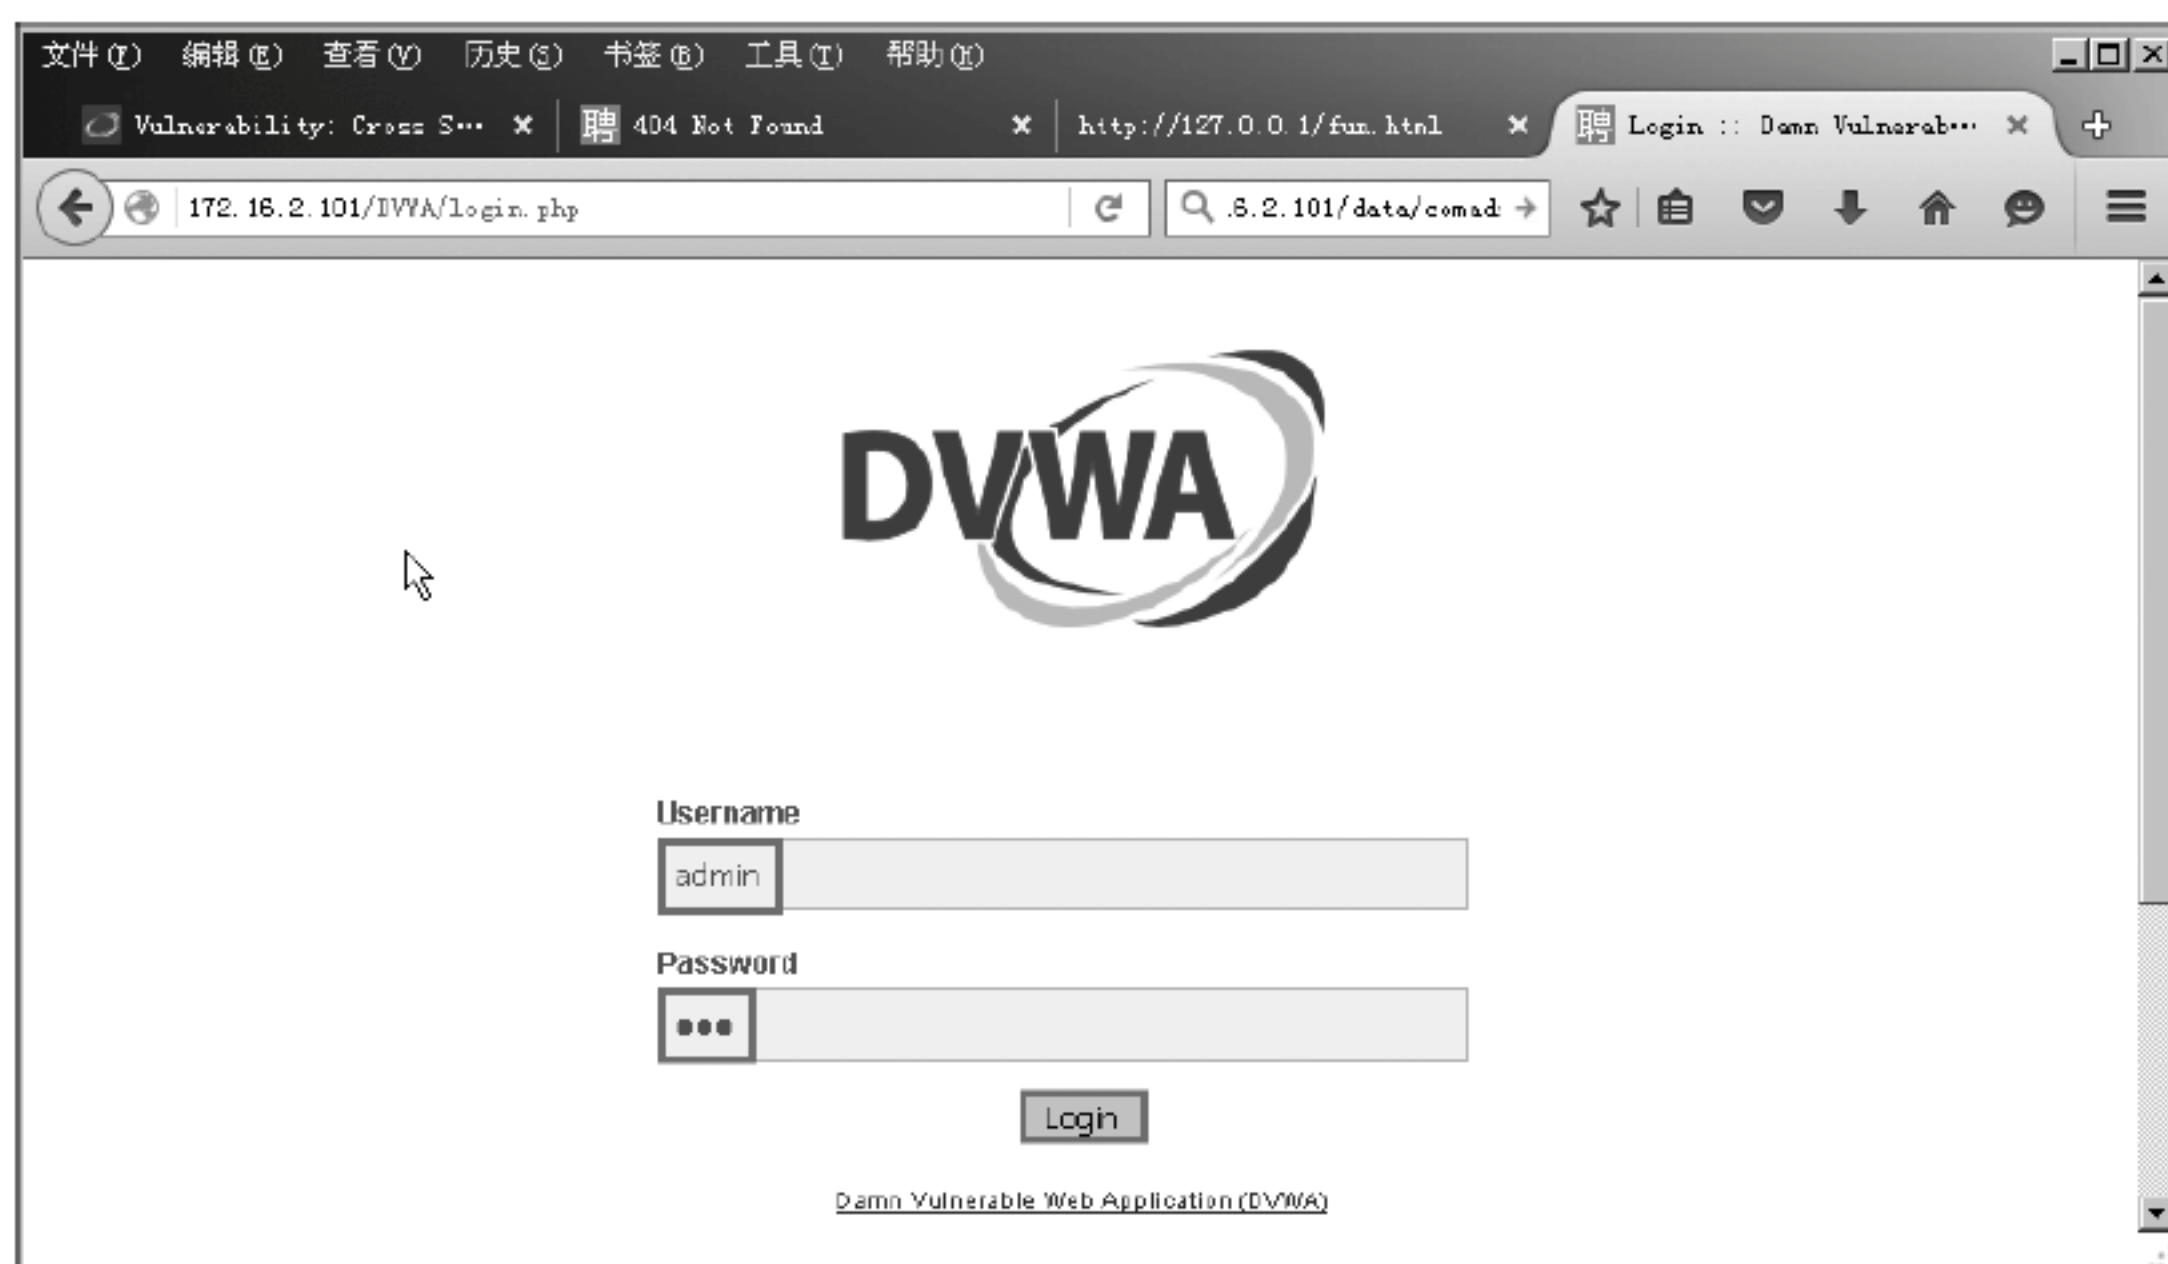 文件(F) 编辑(E) 查看(V) 历史(S) 书签(B) 工具(T) 帮助(H)
Vulnerability: Cross S… 聘 404 Not Found http://127.0.0.1/fun.html 聘 Login :: Damn Vulnerab…
172.16.2.101/DVWA/login.php .6.2.101/data/comad
DVWA
Username
admin
Password
Login
Damn Vulnerable Web Application (DVWA)